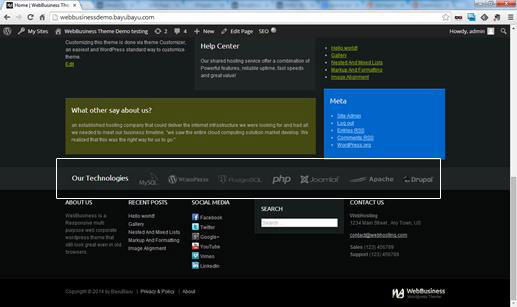 Home | WebBusiness Them
webbusinessdemo.bayubayu.com
My Sites WebBusiness Theme Demo testing 2 4 + New Edit Page SEO Howdy, admin
Customizing this theme is done via theme Customizer,
an easiest and WordPress standard way to customize
theme.
Edit
Help Center
Our shared hosting service offer a combination of
Powerful features, reliable uptime, fast speeds
and great value!
Hello world!
Gallery
Nested And Mixed Lists
Markup And Formatting
Image Alignment
What other say about us?
an established hosting company that could deliver the internet infrastructure we were looking for and had all
we needed to meet our business timeline. "we saw the entire cloud computing solution market develop. We
realized that this was the right way for us to go."
Meta
Site Admin
Log out
Entries RSS
Comments RSS
WordPress.org
Our Technologies MySQL WordPress PostgreSQL php Joomla! Apache Drupal
ABOUT US
WebBusiness is a
Responsive multi
purpose web corporate
wordpress theme that
still look great even in old
browsers.
RECENT POSTS
Hello world!
Gallery
Nested And Mixed Lists
Markup And Formatting
Image Alignment
SOCIAL MEDIA
Facebook
Twitter
Google+
YouTube
Vimeo
LinkedIn
SEARCH
Search
CONTACT US
WebHosting
1234 Main Street, Any Town, US
contact@webhosting.com
Sales (123) 456789
Support (123) 456789
Copyright © 2014 by BayuBayu | Privacy & Policy | About
WebBusiness
Wordpress Theme